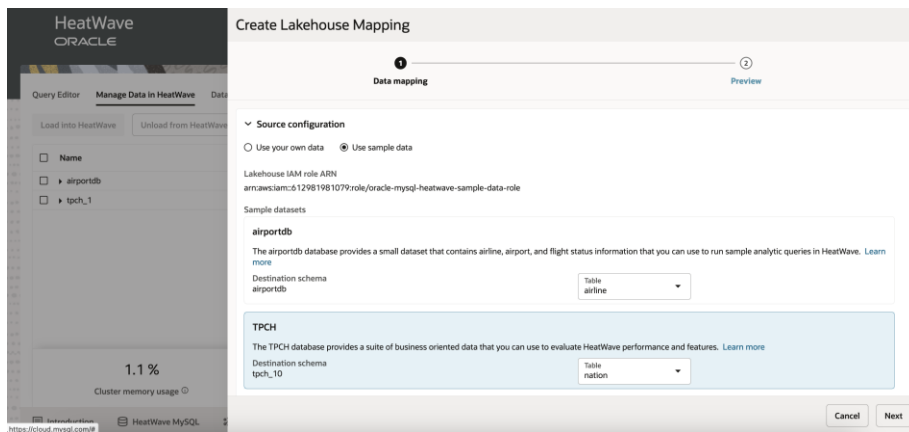 HeatWave
ORACLE
Query Editor Manage Data in HeatWave Data
Load Into HeatWave Unload from HeatWave
Name
airportdb
tpch_1
1.1 %
Cluster memory usage
Introduction HeatWave MySQL
https://cloud.mysql.com/#
Create Lakehouse Mapping
1 2
Data mapping Preview
Source configuration
Use your own data Use sample data
Lakehouse IAM role ARN
arn:aws:iam::612981981079:role/oracle-mysql-heatwave-sample-data-role
Sample datasets
airportdb
The airportdb database provides a small dataset that contains airline, airport, and flight status information that you can use to run sample analytic queries in HeatWave. Learn
more
Destination schema
airportdb
Table
airline
TPCH
The TPCH database provides a suite of business oriented data that you can use to evaluate HeatWave performance and features. Learn more
Destination schema
tpch_10
Table
nation
Cancel Next